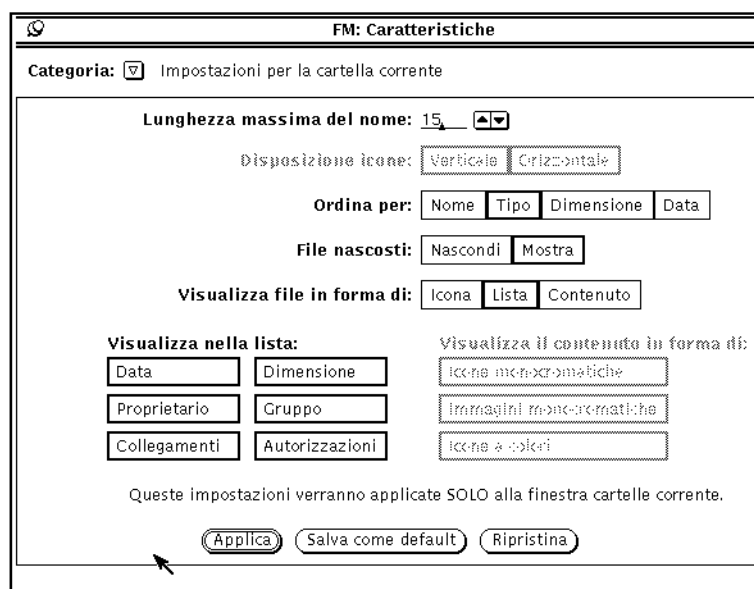 FM: Caratteristiche
Categoria: Impostazioni per la cartella corrente
Lunghezza massima del nome: 15
Disposizione icone: Verticale Orizzontale
Ordina per: Nome Tipo Dimensione Data
File nascosti: Nascondi Mostra
Visualizza file in forma di: Icona Lista Contenuto
Visualizza nella lista: Visualizza il contenuto in forma di:
Data Dimensione Icone monocromatiche
Proprietario Gruppo Immagini monocromatiche
Collegamenti Autorizzazioni Icone a colori
Queste impostazioni verranno applicate SOLO alla finestra cartelle corrente.
Applica Salva come default Ripristina